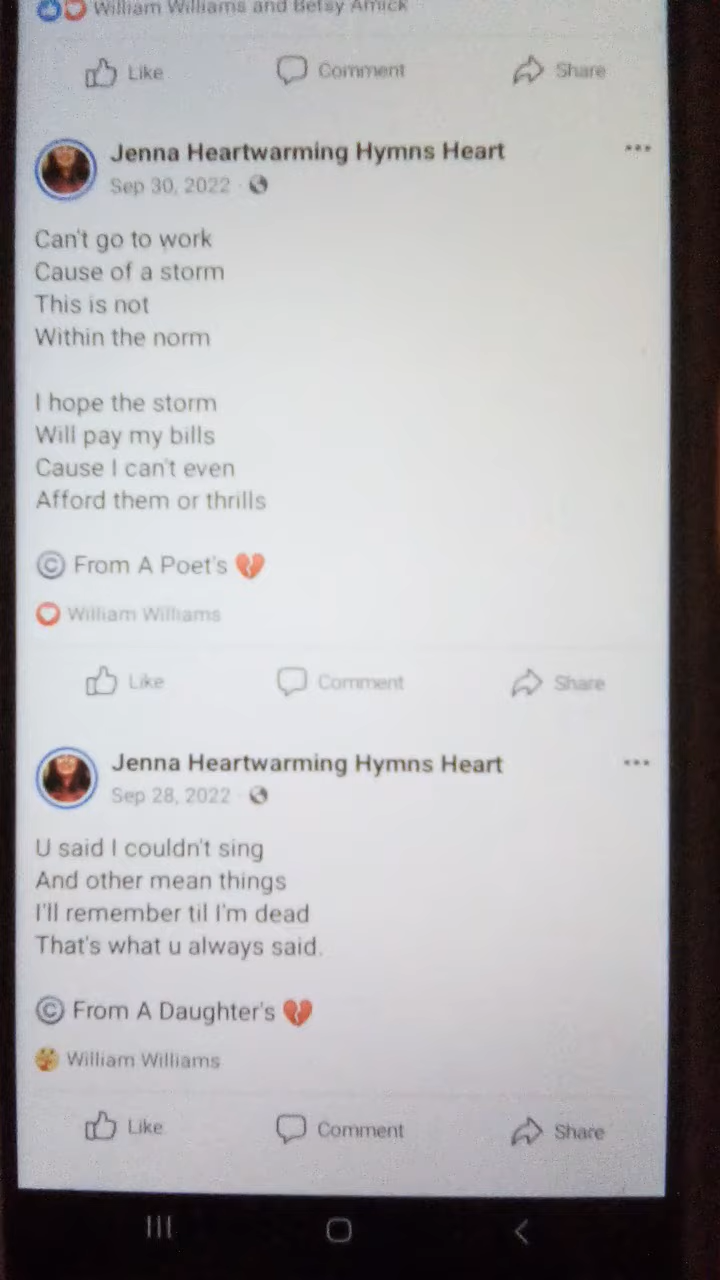 William Williams and Betsy Amick
Like Comment Share
Jenna Heartwarming Hymns Heart
Sep 30, 2022
Can't go to work
Cause of a storm
This is not
Within the norm
I hope the storm
Will pay my bills
Cause I can't even
Afford them or thrills
© From A Poet's 💔
William Williams
Like Comment Share
Jenna Heartwarming Hymns Heart
Sep 28, 2022
U said I couldn't sing
And other mean things
I'll remember til I'm dead
That's what u always said.
© From A Daughter's 💔
William Williams
Like Comment Share